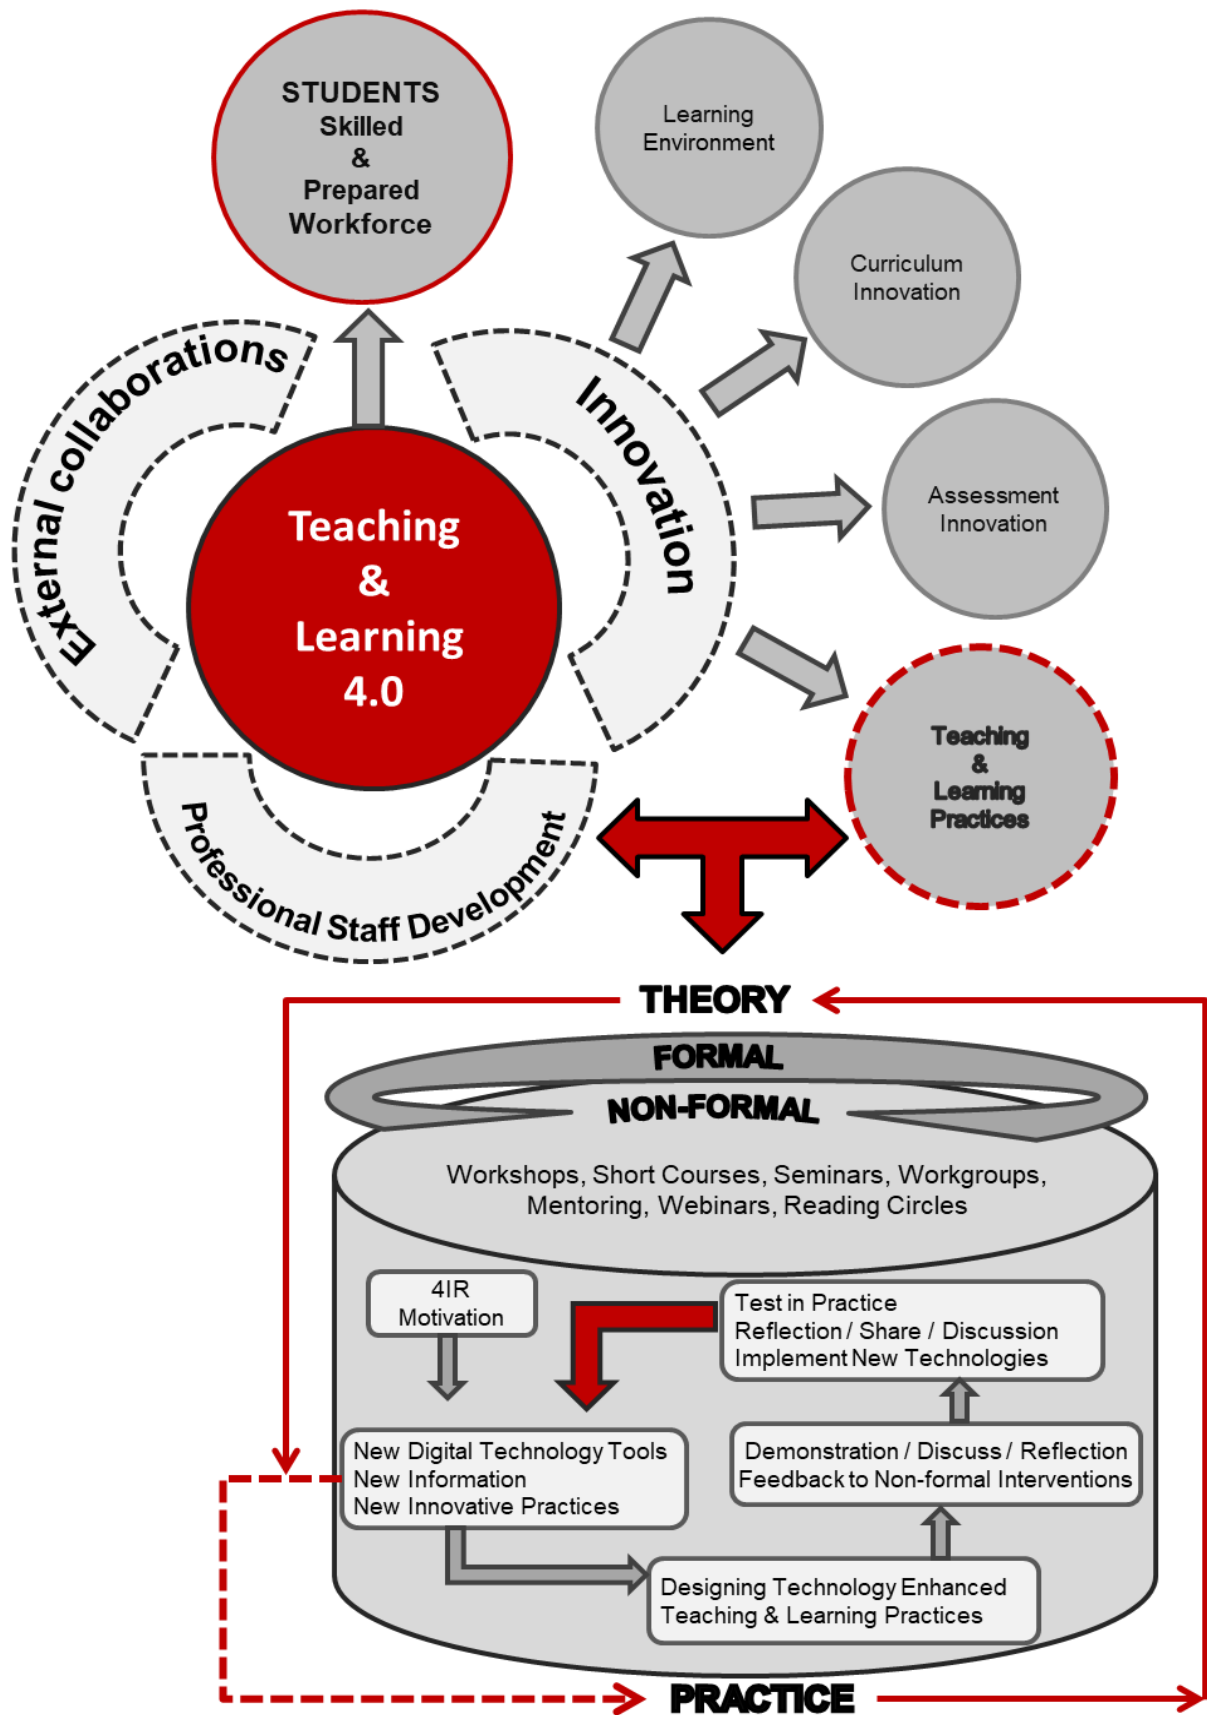 STUDENTS
Skilled
&
Prepared
Workforce
Learning
Environment
Curriculum
Innovation
Assessment
Innovation
Teaching
&
Learning
Practices
External collaborations
Innovation
Professional Staff Development
Teaching
&
Learning
4.0
THEORY
FORMAL
NON-FORMAL
Workshops, Short Courses, Seminars, Workgroups,
Mentoring, Webinars, Reading Circles
4IR
Motivation
Test in Practice
Reflection / Share / Discussion
Implement New Technologies
New Digital Technology Tools
New Information
New Innovative Practices
Demonstration / Discuss / Reflection
Feedback to Non-formal Interventions
Designing Technology Enhanced
Teaching & Learning Practices
PRACTICE